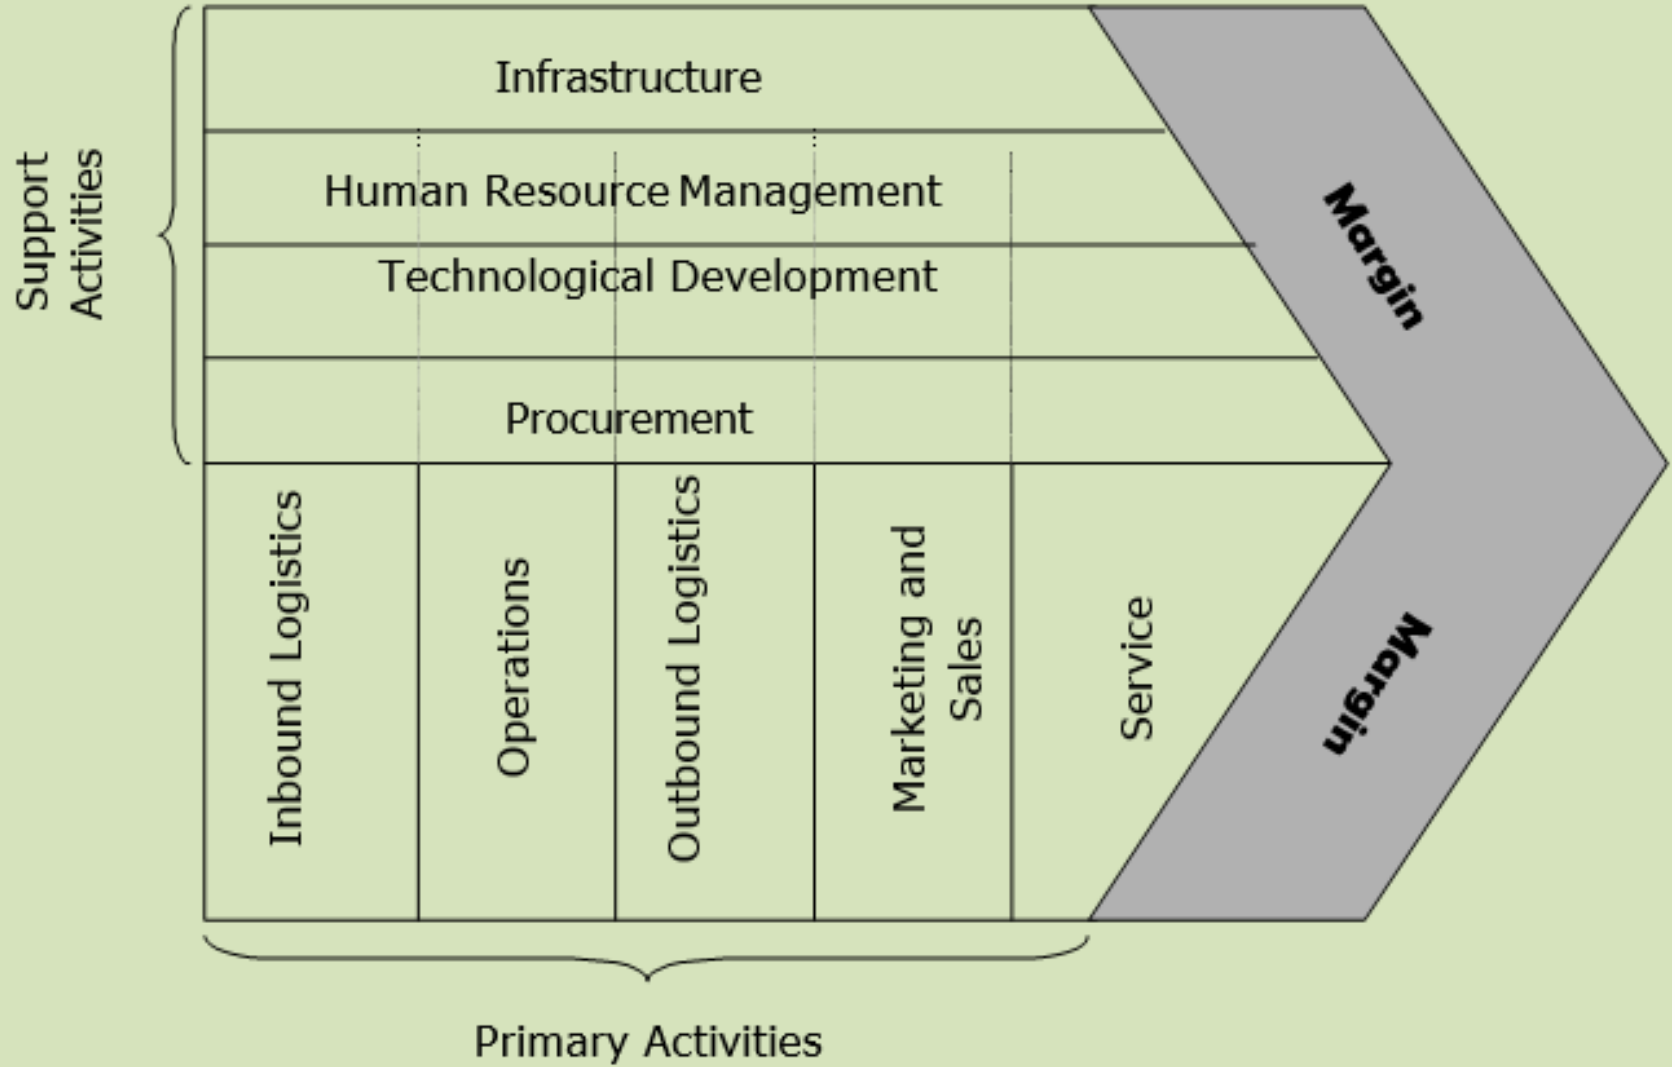 Support
Activities
Infrastructure
Human Resource Management
Technological Development
Procurement
Inbound Logistics
Operations
Outbound Logistics
Marketing and
Sales
Service
Margin
Margin
Primary Activities